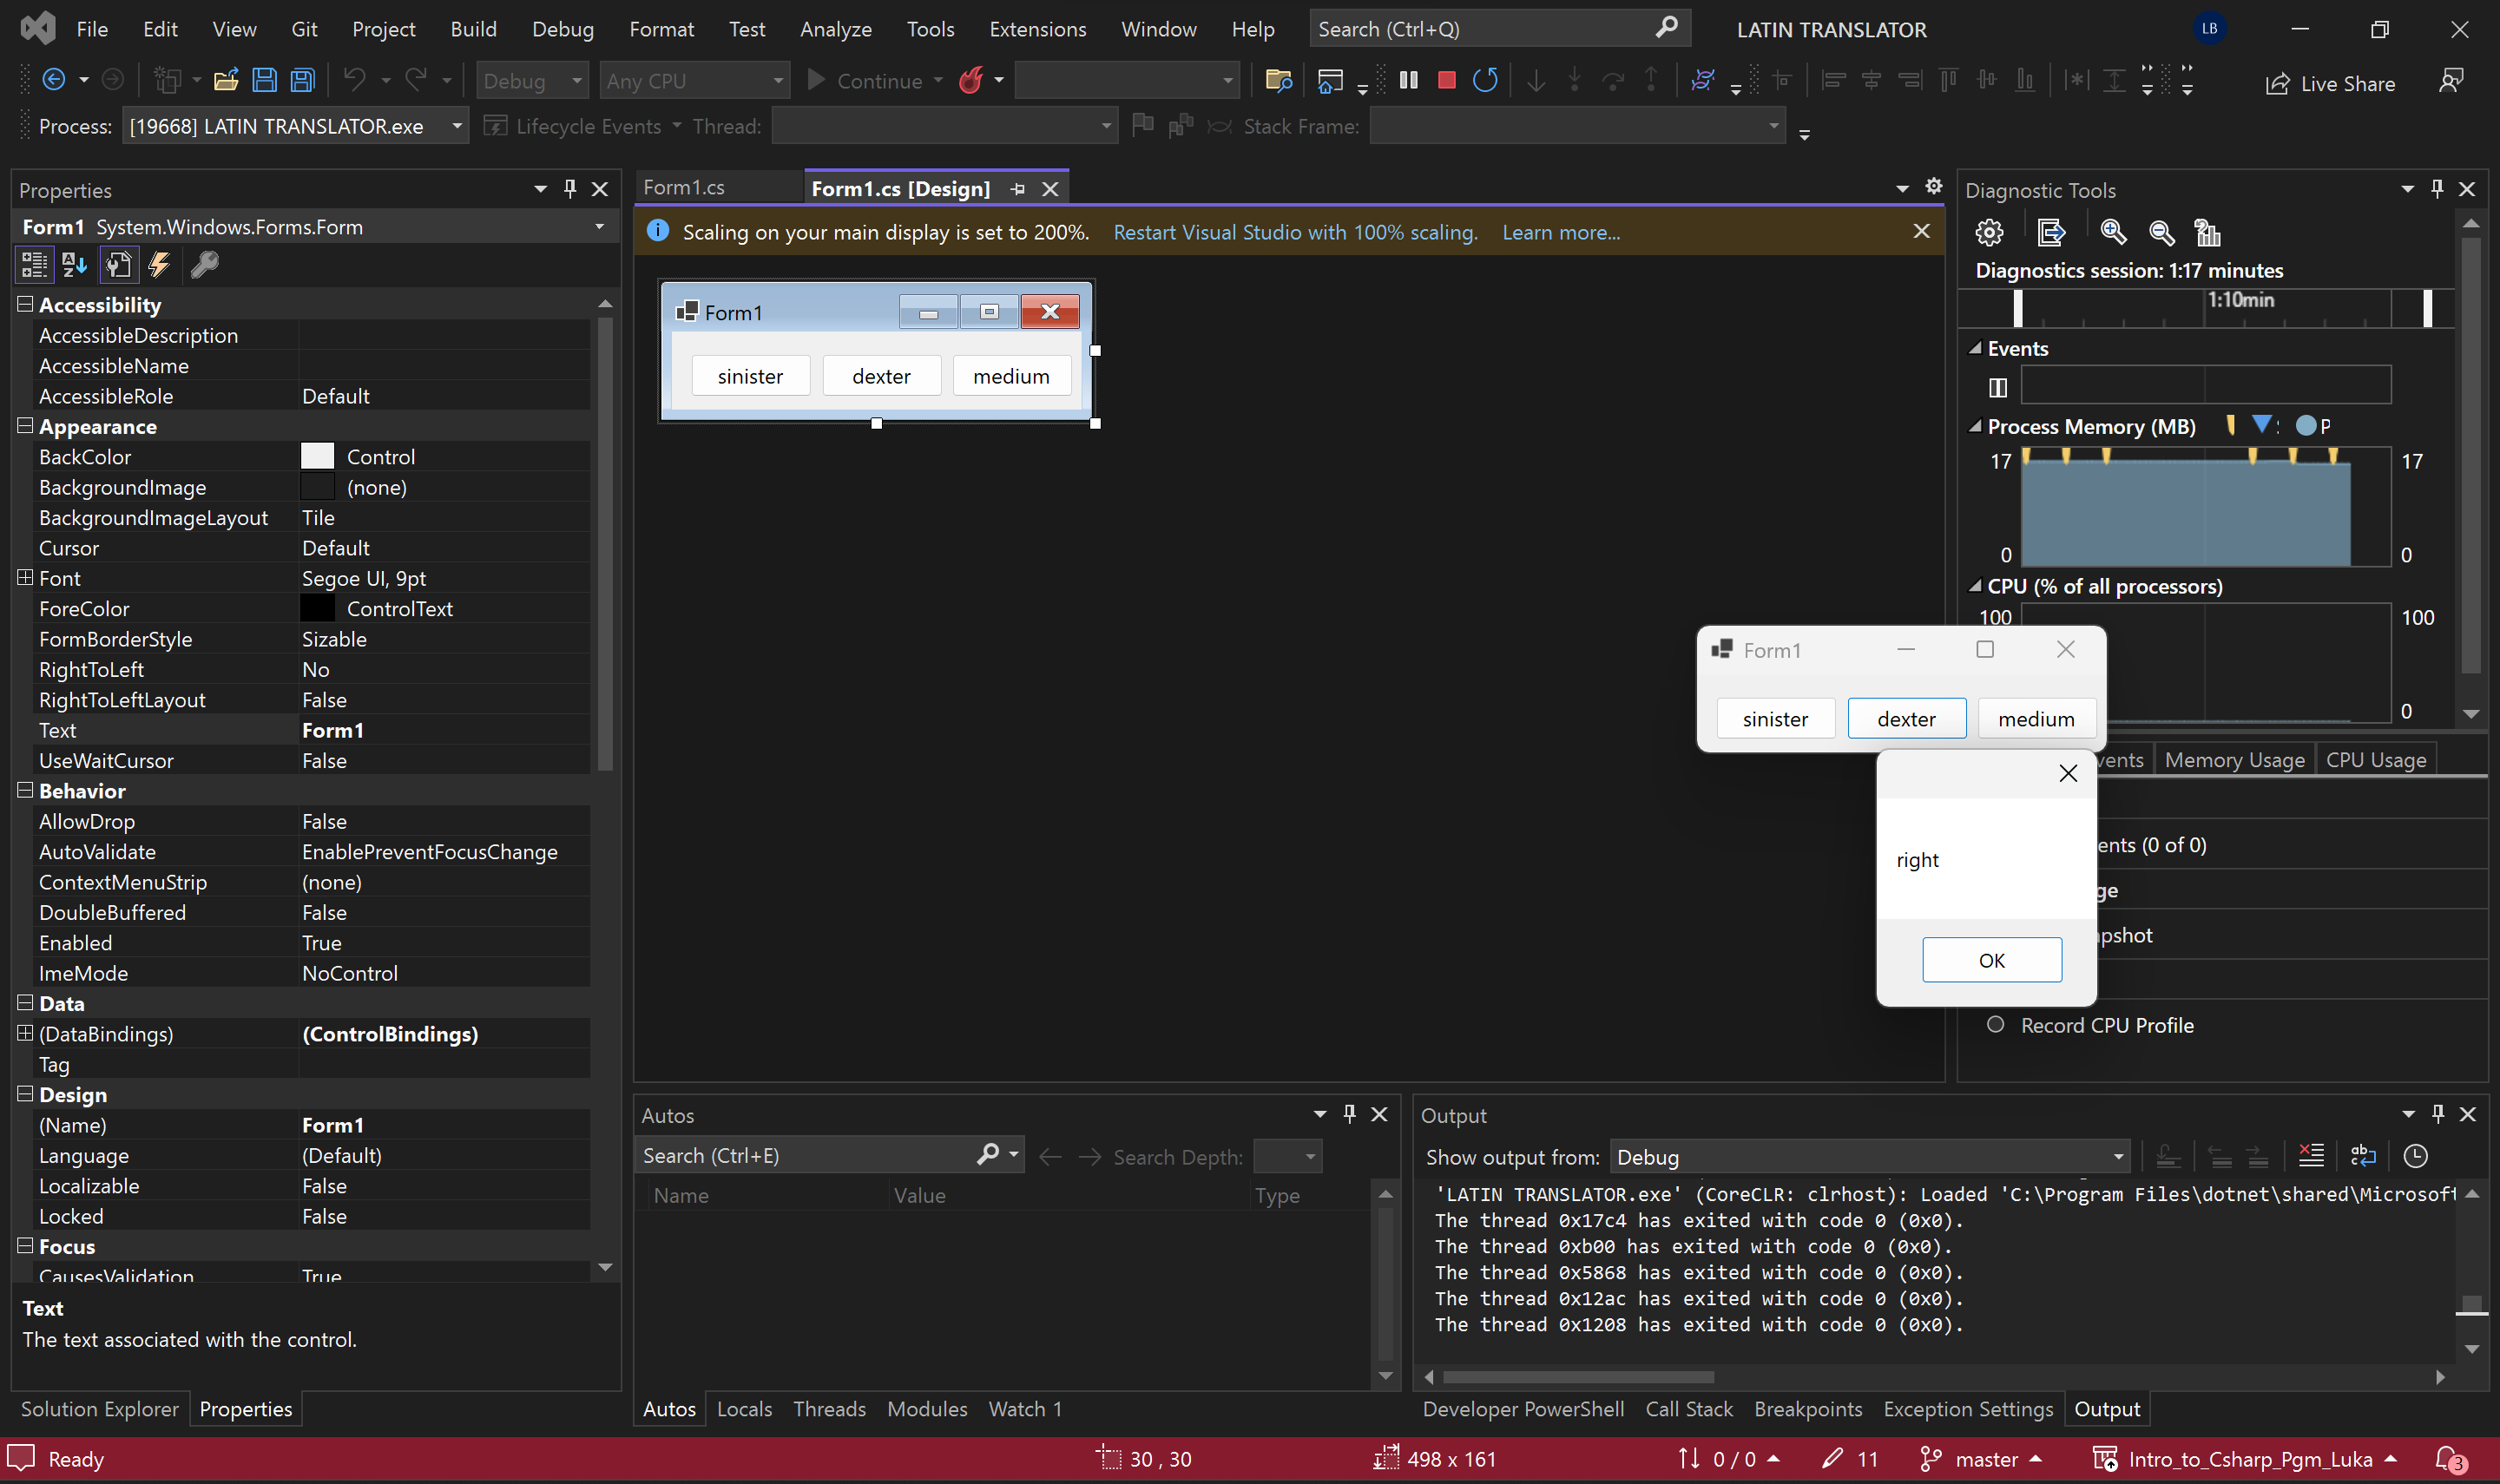 File Edit View Git Project Build Debug Format Test Analyze Tools Extensions Window Help Search (Ctrl+Q) LATIN TRANSLATOR LB
Debug Any CPU Continue Live Share
Process: [19668] LATIN TRANSLATOR.exe Lifecycle Events Thread: Stack Frame:
Properties
Form1 System.Windows.Forms.Form
Accessibility
AccessibleDescription
AccessibleName
AccessibleRole Default
Appearance
BackColor Control
BackgroundImage (none)
BackgroundImageLayout Tile
Cursor Default
Font Segoe UI, 9pt
ForeColor ControlText
FormBorderStyle Sizable
RightToLeft No
RightToLeftLayout False
Text Form1
UseWaitCursor False
Behavior
AllowDrop False
AutoValidate EnablePreventFocusChange
ContextMenuStrip (none)
DoubleBuffered False
Enabled True
ImeMode NoControl
Data
(DataBindings) (ControlBindings)
Tag
Design
(Name) Form1
Language (Default)
Localizable False
Locked False
Focus
CausesValidation True
Text
The text associated with the control.
Solution Explorer Properties
Form1.cs Form1.cs [Design]
Scaling on your main display is set to 200%. Restart Visual Studio with 100% scaling. Learn more...
Form1
sinister dexter medium
Diagnostic Tools
Diagnostics session: 1:17 minutes
1:10min
Events
Process Memory (MB) P
17 17
0 0
CPU (% of all processors)
100 100
0
Form1
sinister dexter medium
vents Memory Usage CPU Usage
ents (0 of 0)
ge
pshot
Record CPU Profile
right
OK
Autos
Search (Ctrl+E) Search Depth:
Name Value Type
Autos Locals Threads Modules Watch 1
Output
Show output from: Debug
'LATIN TRANSLATOR.exe' (CoreCLR: clrhost): Loaded 'C:\Program Files\dotnet\shared\Microsoft
The thread 0x17c4 has exited with code 0 (0x0).
The thread 0xb00 has exited with code 0 (0x0).
The thread 0x5868 has exited with code 0 (0x0).
The thread 0x12ac has exited with code 0 (0x0).
The thread 0x1208 has exited with code 0 (0x0).
Developer PowerShell Call Stack Breakpoints Exception Settings Output
Ready 30 , 30 498 x 161 0 / 0 11 master Intro_to_Csharp_Pgm_Luka 3